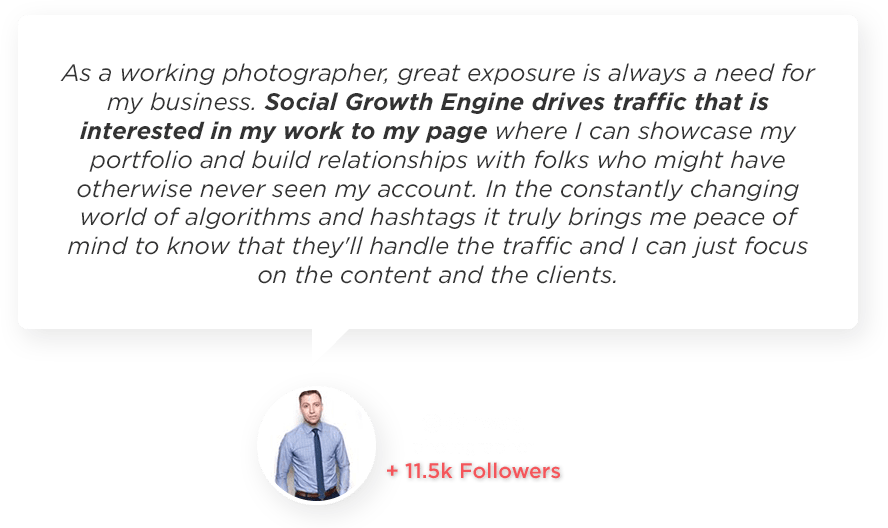 As a working photographer, great exposure is always a need for
my business. Social Growth Engine drives traffic that is
interested in my work to my page where I can showcase my
portfolio and build relationships with folks who might have
otherwise never seen my account. In the constantly changing
world of algorithms and hashtags it truly brings me peace of
mind to know that they'll handle the traffic and I can just focus
on the content and the clients.
+ 11.5k Followers